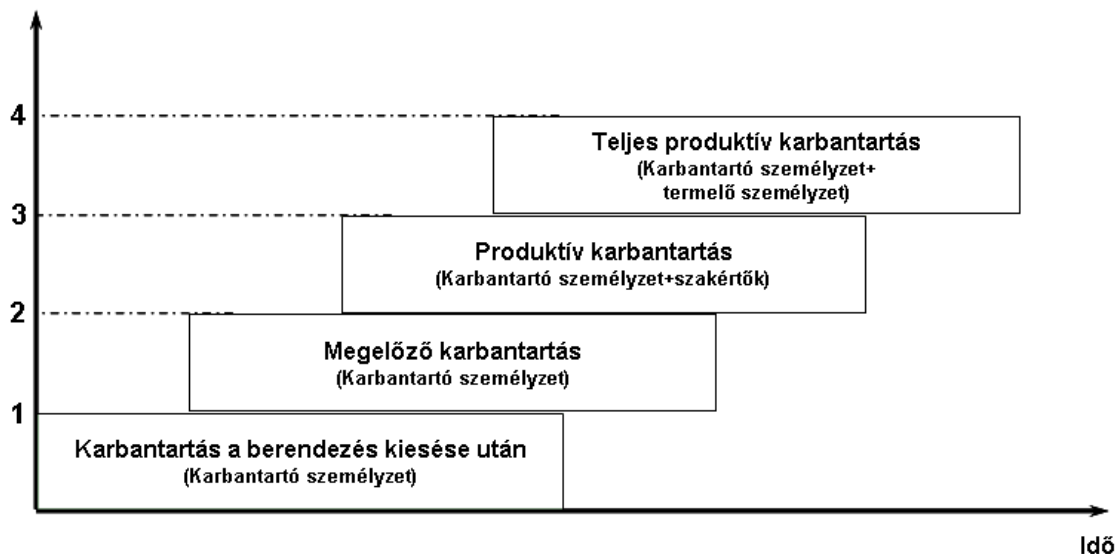 4
Teljes produktív karbantartás
(Karbantartó személyzet+
termelő személyzet)
3
Produktív karbantartás
(Karbantartó személyzet+szakértők)
2
Megelőző karbantartás
(Karbantartó személyzet)
1
Karbantartás a berendezés kiesése után
(Karbantartó személyzet)
Idő